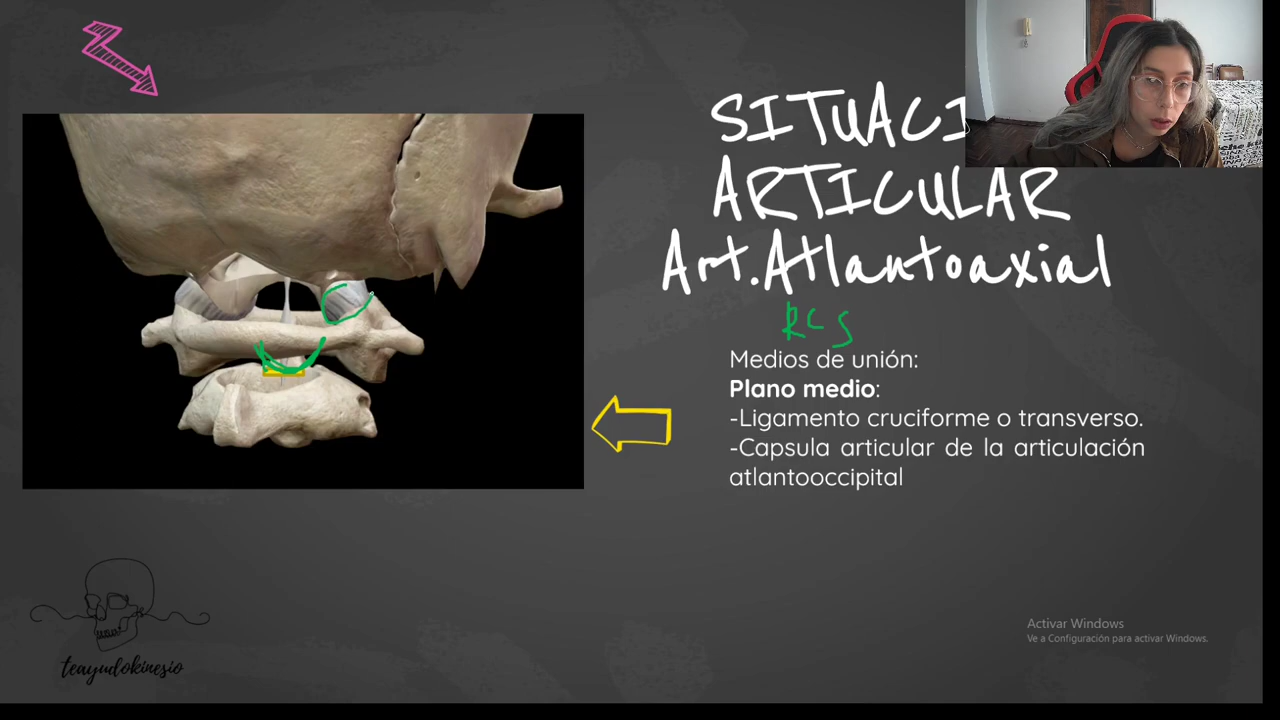 SITUACI
ARTICULAR
Art.Atlantoaxial
RCS
Medios de unión:
Plano medio:
-Ligamento cruciforme o transverso.
-Capsula articular de la articulación
atlantooccipital
teayudokinesio
Activar Windows
Ve a Configuración para activar Windows.